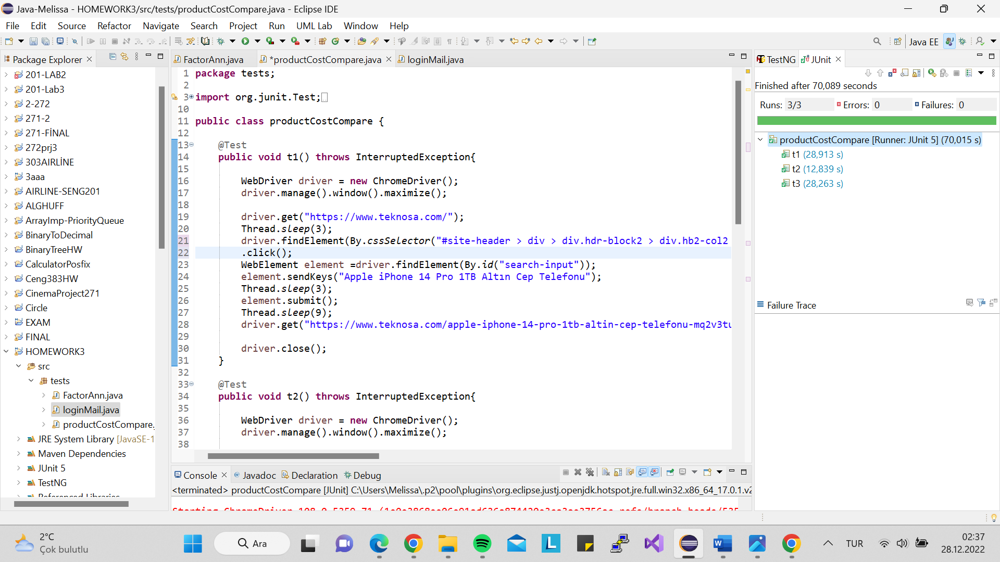 Java-Melissa - HOMEWORK3/src/tests/productCostCompare.java - Eclipse IDE
File Edit Source Refactor Navigate Search Project Run UML Lab Window Help
Java EE
Package Explorer
201-LAB2
201-Lab3
2-272
271-2
271-FİNAL
272prj3
303AIRLİNE
3aaa
AIRLINE-SENG201
ALGHUFF
ArrayImp-PriorityQueue
BinaryToDecimal
BinaryTreeHW
CalculatorPosfix
Ceng383HW
CinemaProject271
Circle
EXAM
FINAL
HOMEWORK3
src
tests
FactorAnn.java
loginMail.java
productCostCompare.
JRE System Library [JavaSE-1
Maven Dependencies
JUnit 5
TestNG
Referenced Libraries
FactorAnn.java *productCostCompare.java loginMail.java
1 package tests;
2
3 import org.junit.Test;
10
11 public class productCostCompare {
12
13 @Test
14 public void t1() throws InterruptedException{
15
16 WebDriver driver = new ChromeDriver();
17 driver.manage().window().maximize();
18
19 driver.get("https://www.teknosa.com/");
20 Thread.sleep(3);
21 driver.findElement(By.cssSelector("#site-header > div > div.hdr-block2 > div.hb2-col2
22 .click();
23 WebElement element =driver.findElement(By.id("search-input"));
24 element.sendKeys("Apple iPhone 14 Pro 1TB Altın Cep Telefonu");
25 Thread.sleep(3);
26 element.submit();
27 Thread.sleep(9);
28 driver.get("https://www.teknosa.com/apple-iphone-14-pro-1tb-altin-cep-telefonu-mq2v3tu
29
30 driver.close();
31 }
32
33 @Test
34 public void t2() throws InterruptedException{
35
36 WebDriver driver = new ChromeDriver();
37 driver.manage().window().maximize();
38
Console Javadoc Declaration Debug
<terminated> productCostCompare [JUnit] C:\Users\Melissa\.p2\pool\plugins\org.eclipse.justj.openjdk.hotspot.jre.full.win32.x86_64_17.0.1.v2
Starting ChromeDriver 108.0.5359.71
TestNG JUnit
Finished after 70,089 seconds
Runs: 3/3 Errors: 0 Failures: 0
productCostCompare [Runner: JUnit 5] (70,015 s)
t1 (28,913 s)
t2 (12,839 s)
t3 (28,263 s)
Failure Trace
2°C
Çok bulutlu
Ara
TUR
02:37
28.12.2022